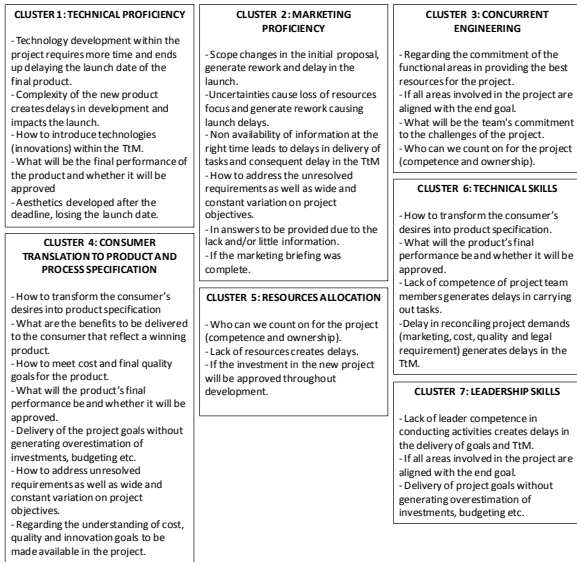 CLUSTER 1: TECHNICAL PROFICIENCY
- Technology development within the
project requires more time and ends
up delaying the launch date of the
final product.
- Complexity of the new product
creates delays in development and
impacts the launch.
- How to introduce technologies
(innovations) within the TtM.
- What will be the final performance of
the product and whether it will be
approved
- Aesthetics developed after the
deadline, losing the launch date.
CLUSTER 4: CONSUMER
TRANSLATION TO PRODUCT AND
PROCESS SPECIFICATION
- How to transform the consumer's
desires into product specification
- What are the benefits to be delivered
to the consumer that reflect a winning
product.
- How to meet cost and final quality
goals for the product.
- What will the product's final
performance be and whether it will be
approved.
- Delivery of the project goals without
generating overestimation of
investments, budgeting etc.
- How to address unresolved
requirements as well as wide and
constant variation on project
objectives.
- Regarding the understanding of cost,
quality and innovation goals to be
made available in the project.
CLUSTER 2: MARKETING
PROFICIENCY
- Scope changes in the initial proposal,
generate rework and delay in the
launch.
- Uncertainties cause loss of resources
focus and generate rework causing
launch delays.
- Non availability of information at the
right time leads to delays in delivery of
tasks and consequent delay in the TtM
- How to address the unresolved
requirements as well as wide and
constant variation on project
objectives.
- In answers to be provided due to the
lack and/or little information.
- If the marketing briefing was
complete.
CLUSTER 5: RESOURCES ALLOCATION
- Who can we count on for the project
(competence and ownership).
- Lack of resources creates delays.
- If the investment in the new project
will be approved throughout
development.
CLUSTER 3: CONCURRENT
ENGINEERING
- Regarding the commitment of the
functional areas in providing the best
resources for the project.
- If all areas involved in the project are
aligned with the end goal.
- What will be the team's commitment
to the challenges of the project.
- Who can we count on for the project
(competence and ownership).
CLUSTER 6: TECHNICAL SKILLS
- How to transform the consumer's
desires into product specification.
- What will the product's final
performance be and whether it will be
approved.
- Lack of competence of project team
members generates delays in carrying
out tasks.
- Delay in reconciling project demands
(marketing, cost, quality and legal
requirement) generates delays in the
TtM.
CLUSTER 7: LEADERSHIP SKILLS
- Lack of leader competence in
conducting activities creates delays in
the delivery of goals and TtM.
- If all areas involved in the project are
aligned with the end goal.
- Delivery of project goals without
generating overestimation of
investments, budgeting etc.